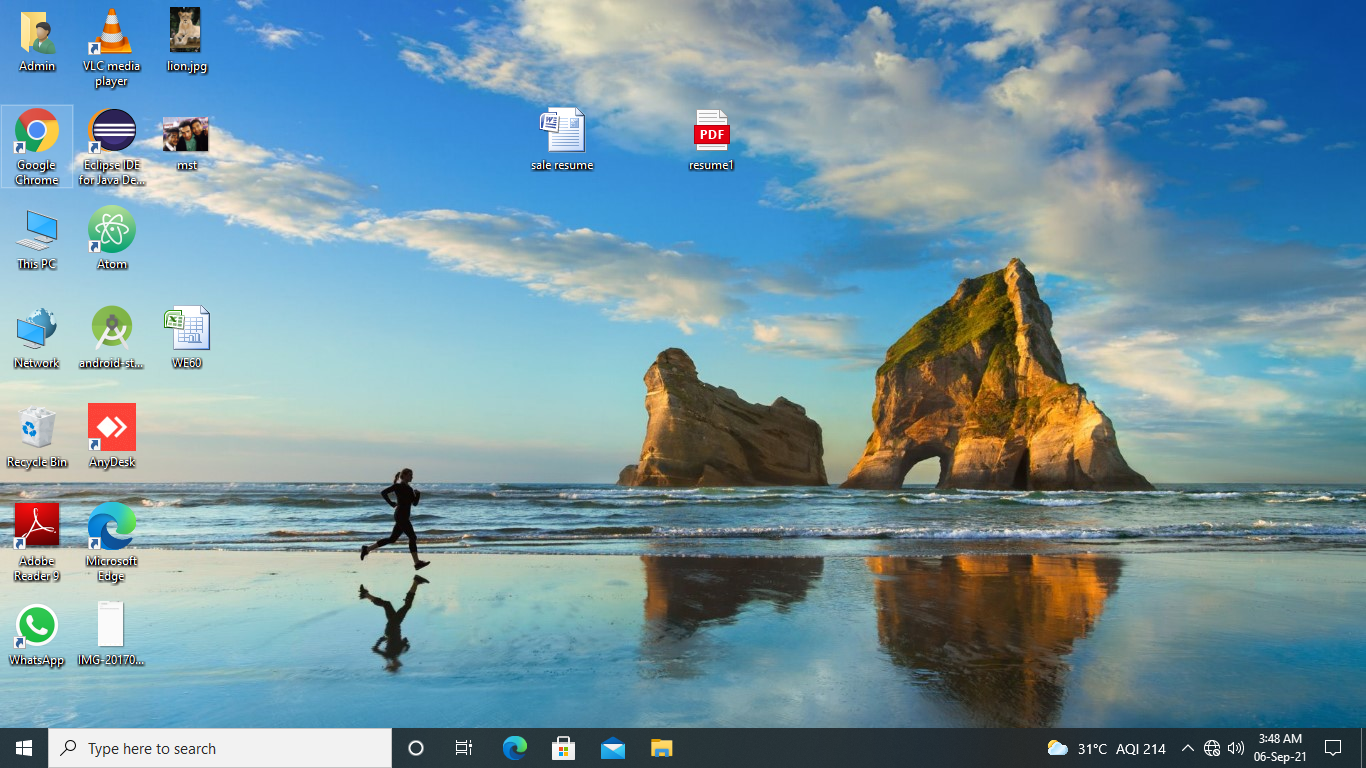 Admin
VLC media
player
lion.jpg
Google
Chrome
Eclipse IDE
for Java De...
mst
sale resume
PDF
resume1
This PC
Atom
Network
android-st...
WE60
Recycle Bin
AnyDesk
Adobe
Reader 9
Microsoft
Edge
WhatsApp
IMG-20170...
Type here to search
31°C AQI 214
3:48 AM
06-Sep-21